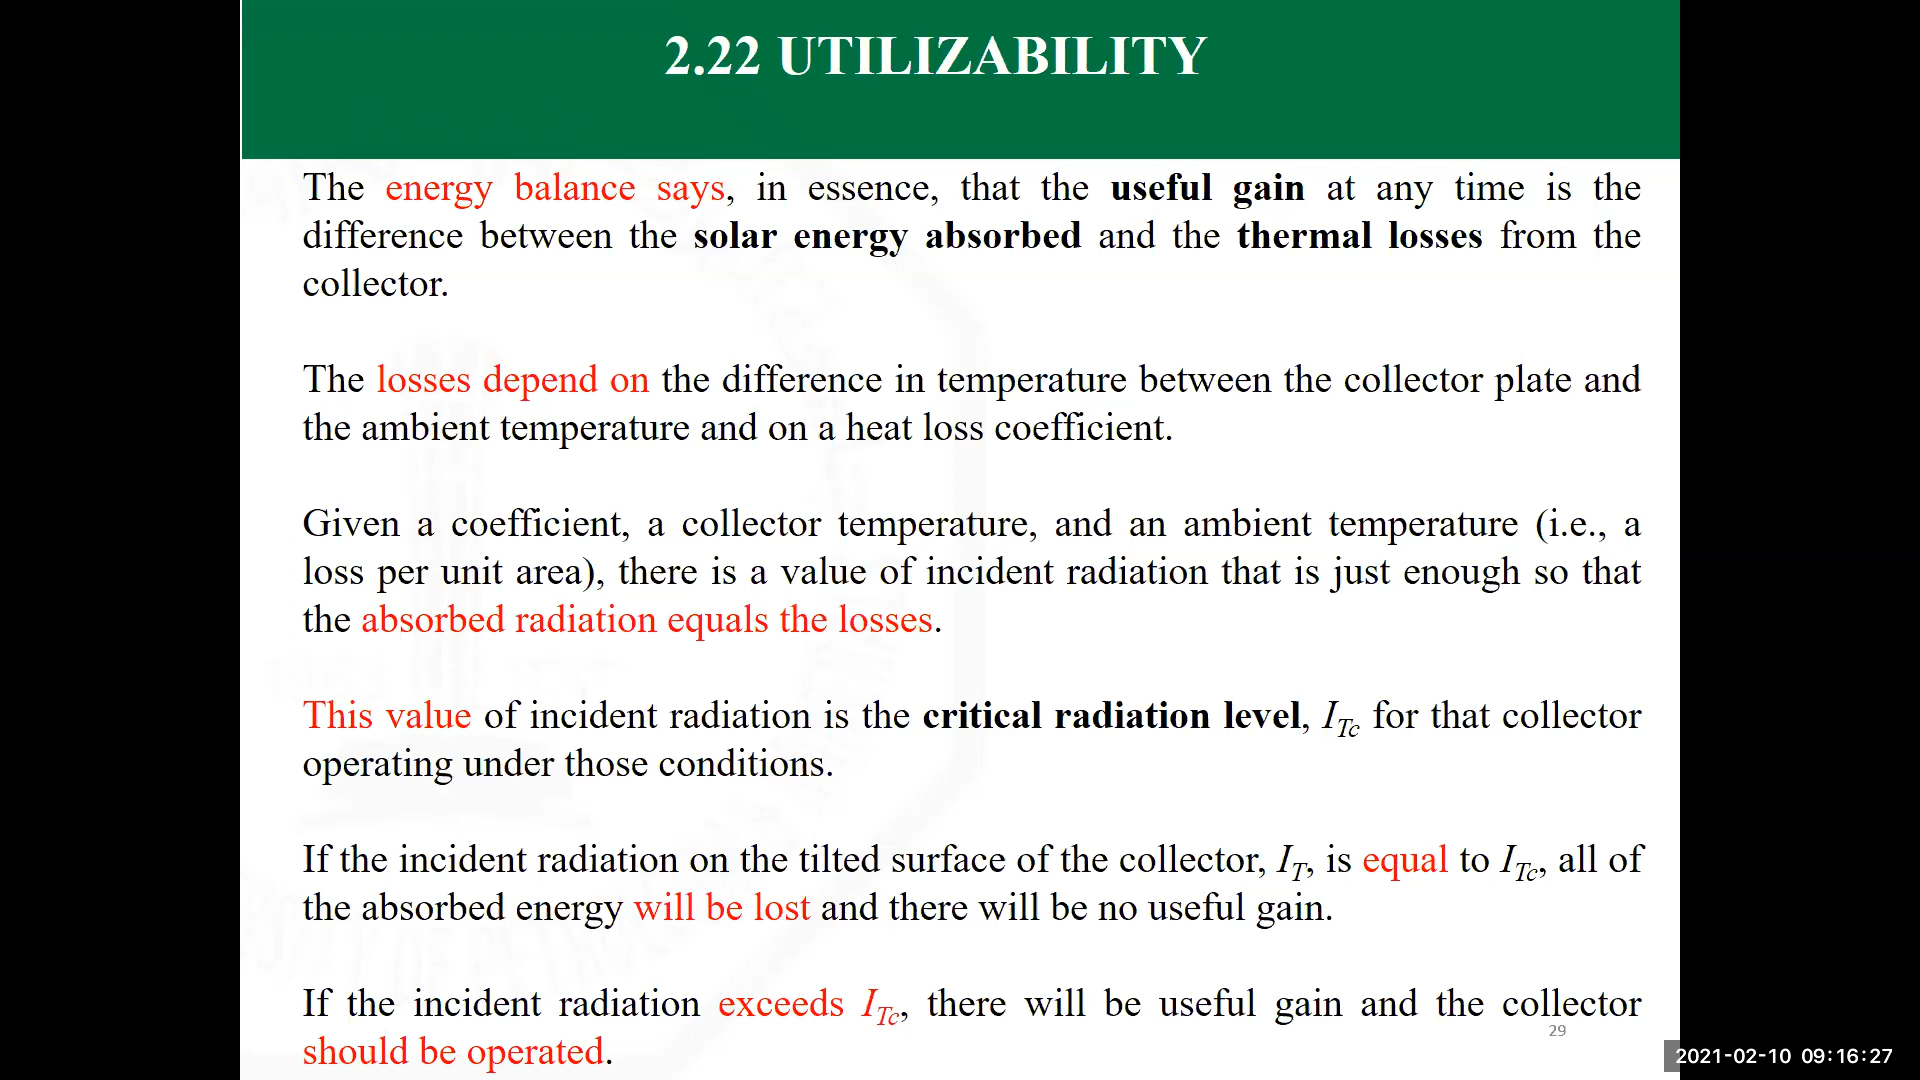 2.22 UTILIZABILITY
The energy balance says, in essence, that the useful gain at any time is the
difference between the solar energy absorbed and the thermal losses from the
collector.
The losses depend on the difference in temperature between the collector plate and
the ambient temperature and on a heat loss coefficient.
Given a coefficient, a collector temperature, and an ambient temperature (i.e., a
loss per unit area), there is a value of incident radiation that is just enough so that
the absorbed radiation equals the losses.
This value of incident radiation is the critical radiation level, I_Tc for that collector
operating under those conditions.
If the incident radiation on the tilted surface of the collector, I_T, is equal to I_Tc, all of
the absorbed energy will be lost and there will be no useful gain.
If the incident radiation exceeds I_Tc, there will be useful gain and the collector
should be operated.
29
2021-02-10 09:16:27